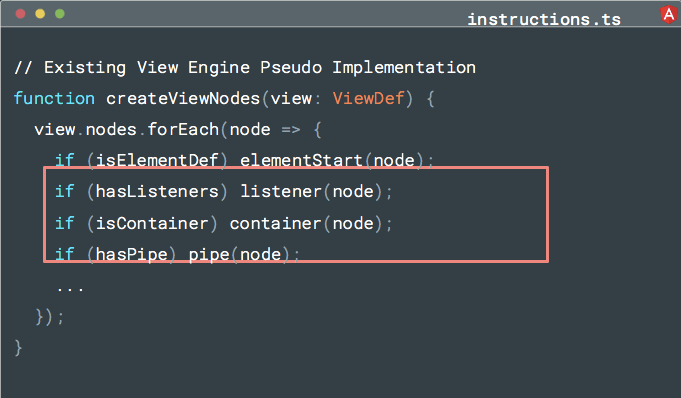 instructions.ts
// Existing View Engine Pseudo Implementation
function createViewNodes(view: ViewDef) {
  view.nodes.forEach(node => {
    if (isElementDef) elementStart(node);
    if (hasListeners) listener(node);
    if (isContainer) container(node);
    if (hasPipe) pipe(node);
    ...
  });
}